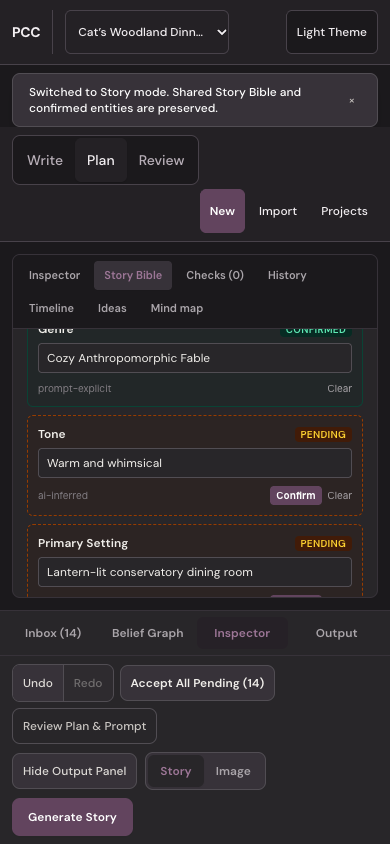 PCC
Cat's Woodland Dinn...
Light Theme
Switched to Story mode. Shared Story Bible and
confirmed entities are preserved.
×
Write Plan Review
New Import Projects
Inspector Story Bible Checks (0) History
Timeline Ideas Mind map
Genre CONFIRMED
Cozy Anthropomorphic Fable
prompt-explicit Clear
Tone PENDING
Warm and whimsical
ai-inferred Confirm Clear
Primary Setting PENDING
Lantern-lit conservatory dining room
Inbox (14) Belief Graph Inspector Output
Undo Redo Accept All Pending (14)
Review Plan & Prompt
Hide Output Panel Story Image
Generate Story